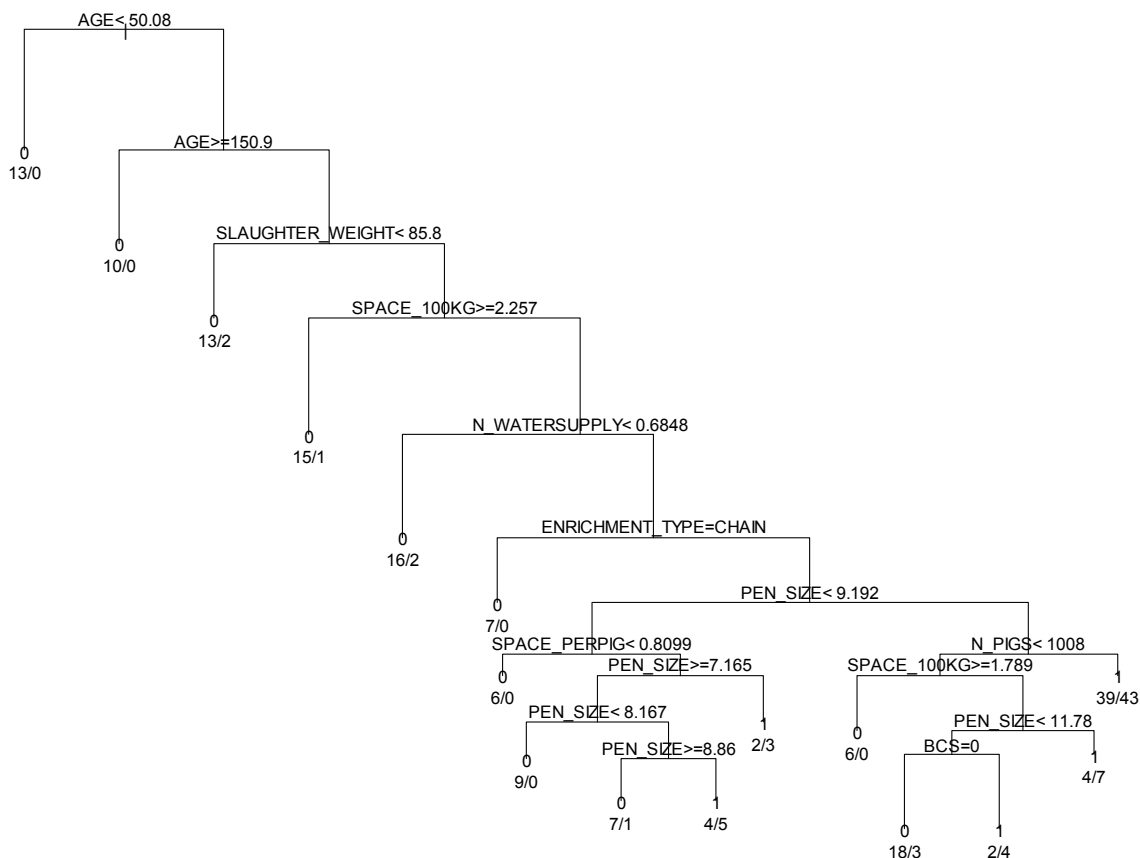 AGE< 50.08
0
13/0
AGE>=150.9
0
10/0
SLAUGHTER_WEIGHT< 85.8
0
13/2
SPACE_100KG>=2.257
0
15/1
N_WATERSUPPLY< 0.6848
0
16/2
ENRICHMENT_TYPE=CHAIN
0
7/0
PEN_SIZE< 9.192
SPACE_PERPIG< 0.8099
0
6/0
PEN_SIZE>=7.165
PEN_SIZE< 8.167
0
9/0
PEN_SIZE>=8.86
0
7/1
1
4/5
1
2/3
N_PIGS< 1008
SPACE_100KG>=1.789
0
6/0
PEN_SIZE< 11.78
BCS=0
0
18/3
1
2/4
1
4/7
1
39/43